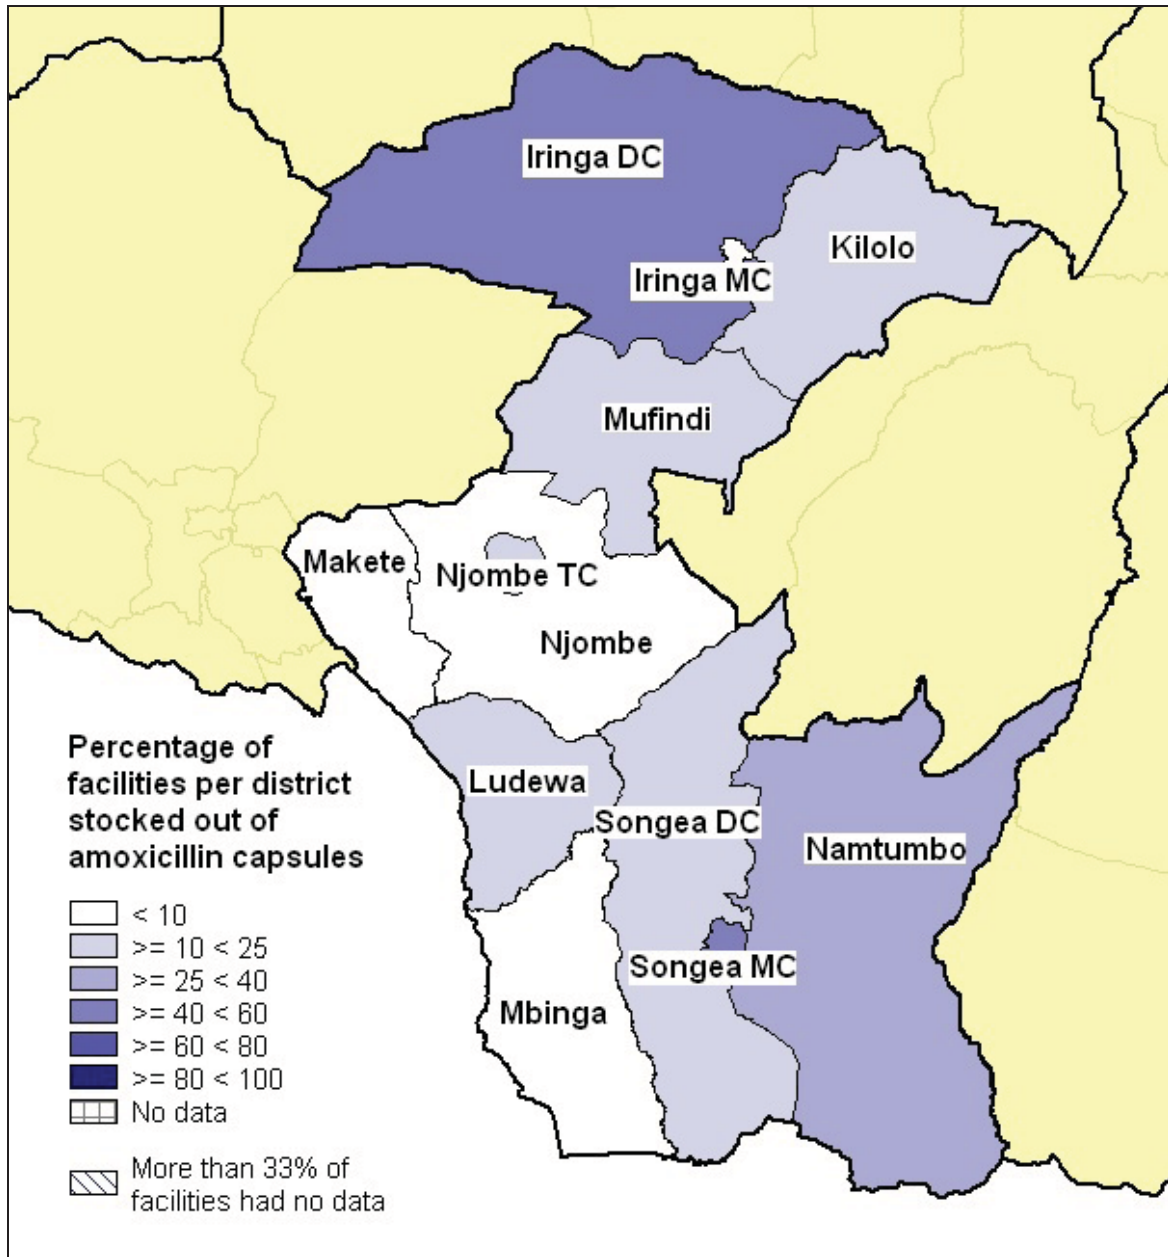 Iringa DC
Kilolo
Iringa MC
Mufindi
Makete
Njombe TC
Njombe
Ludewa
Songea DC
Namtumbo
Songea MC
Mbinga
Percentage of
facilities per district
stocked out of
amoxicillin capsules
< 10
>= 10 < 25
>= 25 < 40
>= 40 < 60
>= 60 < 80
>= 80 < 100
No data
More than 33% of
facilities had no data